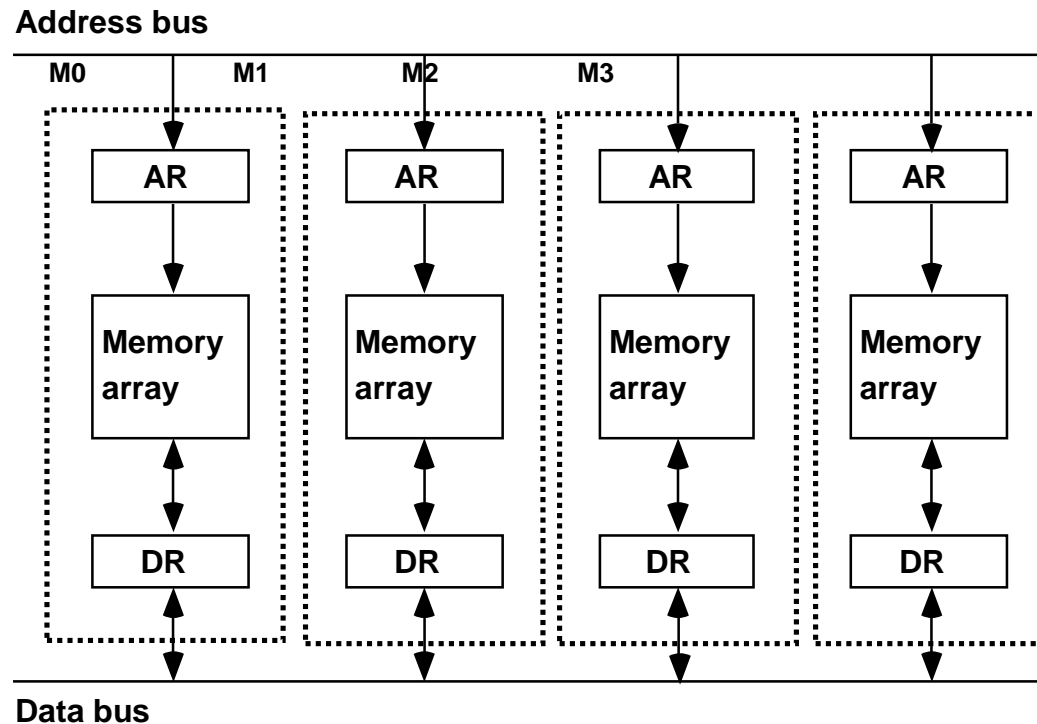 Address bus
M0 M1 M2 M3
AR AR AR AR
Memory Memory Memory Memory
array array array array
DR DR DR DR
Data bus